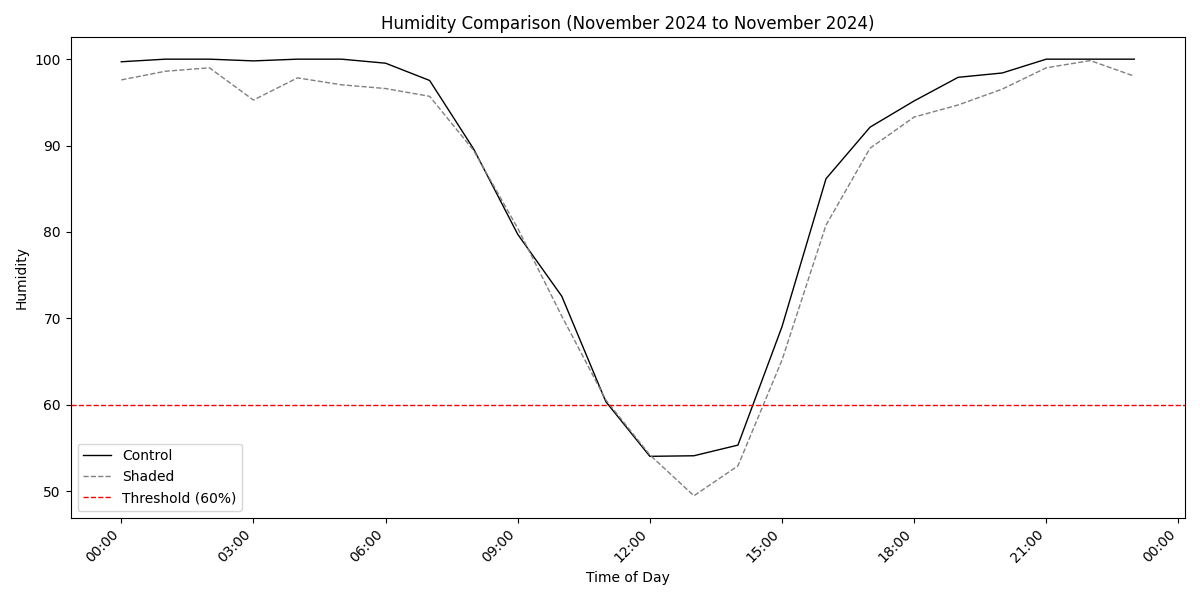 Humidity Comparison (November 2024 to November 2024)
Humidity
100
90
80
70
60
50
Control
Shaded
Threshold (60%)
00:00
03:00
06:00
09:00
12:00
15:00
18:00
21:00
00:00
Time of Day